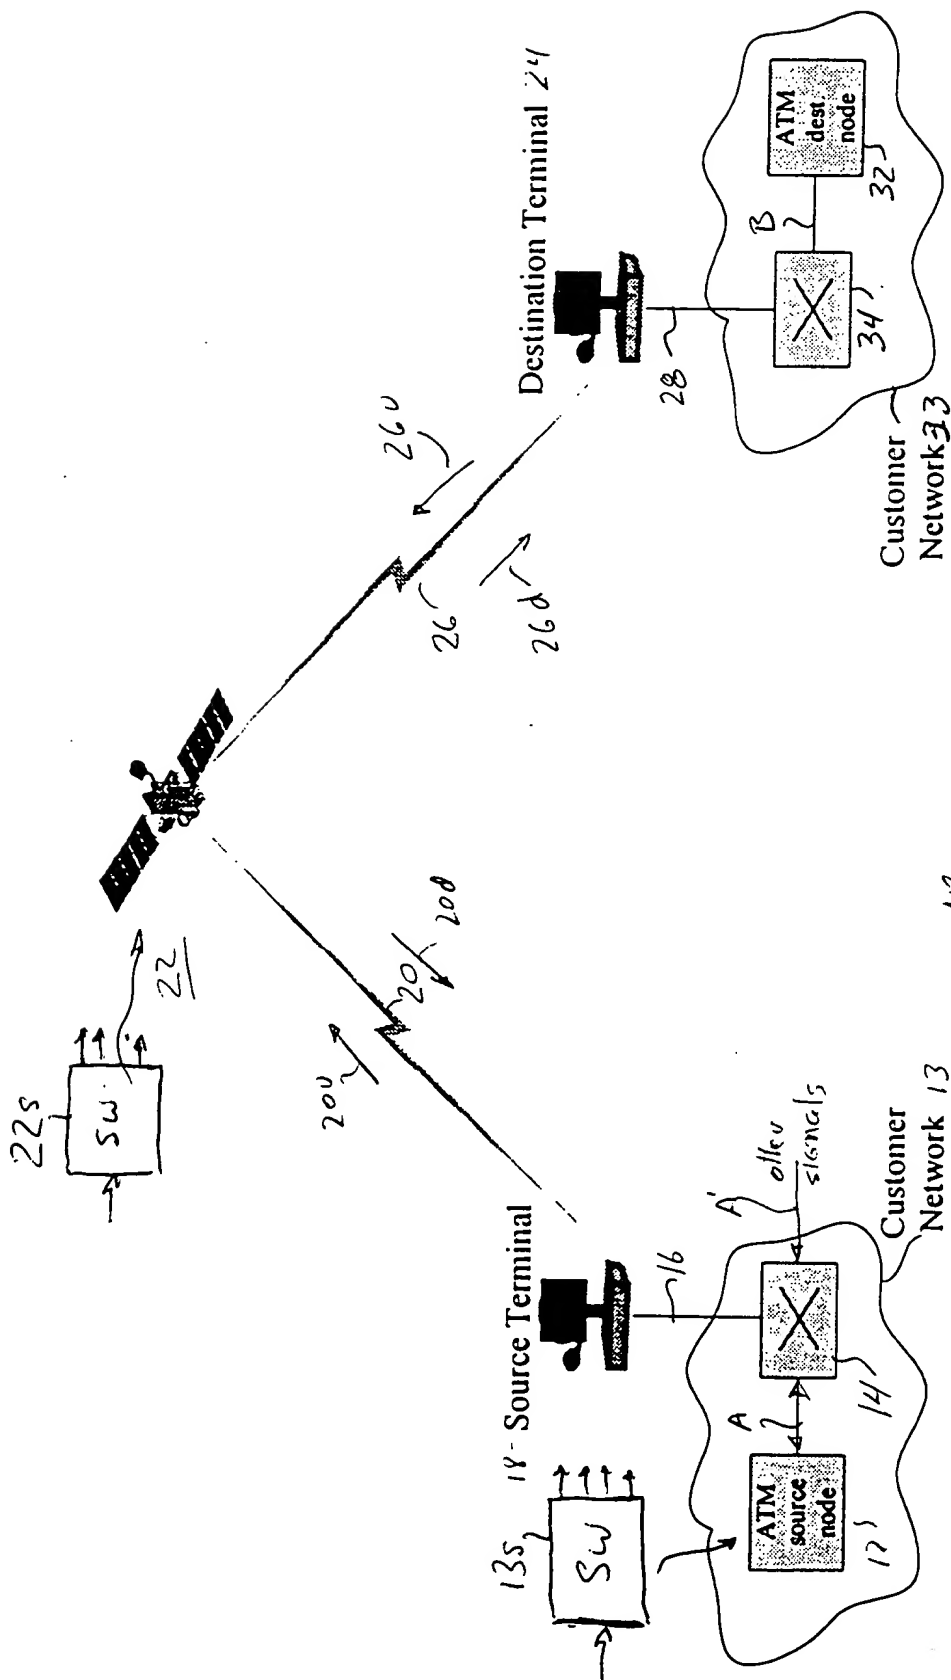 22s
SW
22
20u
20
20d
26
26u
26d
18 - Source Terminal
13s
SW
16
ATM
source
node
A
A'
other
signals
12
14
Customer
Network 13
Destination Terminal 24
28
B
ATM
dest.
node
34
32
Customer
Network 33